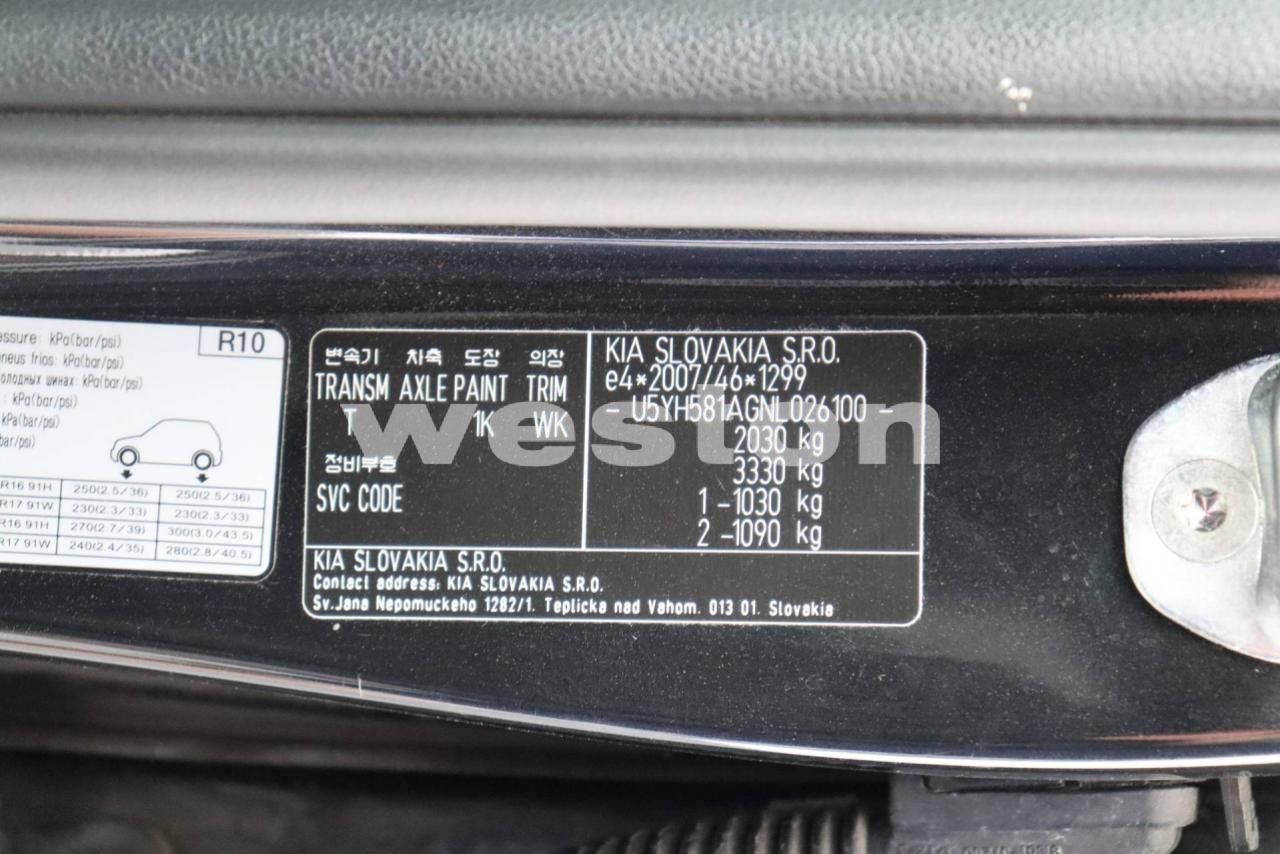 essure: kPa(bar/psi)
R10
neus frios: kPa(bar/psi)
олодных шинах: kPa(bar/psi)
: kPa(bar/psi)
bar/psi)
bar/psi)
R16 91H 250(2.5/36) 250(2.5/36)
R17 91W 230(2.3/33) 230(2.3/33)
R16 91H 270(2.7/39) 300(3.0/43.5)
R17 91W 240(2.4/35) 280(2.8/40.5)
변속기 차축 도장 의장
TRANSM AXLE PAINT TRIM
T 1K WK
정비부호
SVC CODE
KIA SLOVAKIA S.R.O.
e4*2007/46*1299
- U5YH581AGNL026100 -
2030 kg
3330 kg
1 -1030 kg
2 -1090 kg
KIA SLOVAKIA S.R.O.
Contact address: KIA SLOVAKIA S.R.O.
Sv.Jana Nepomuckeho 1282/1. Teplicka nad Vahom. 013 01. Slovakia
weston